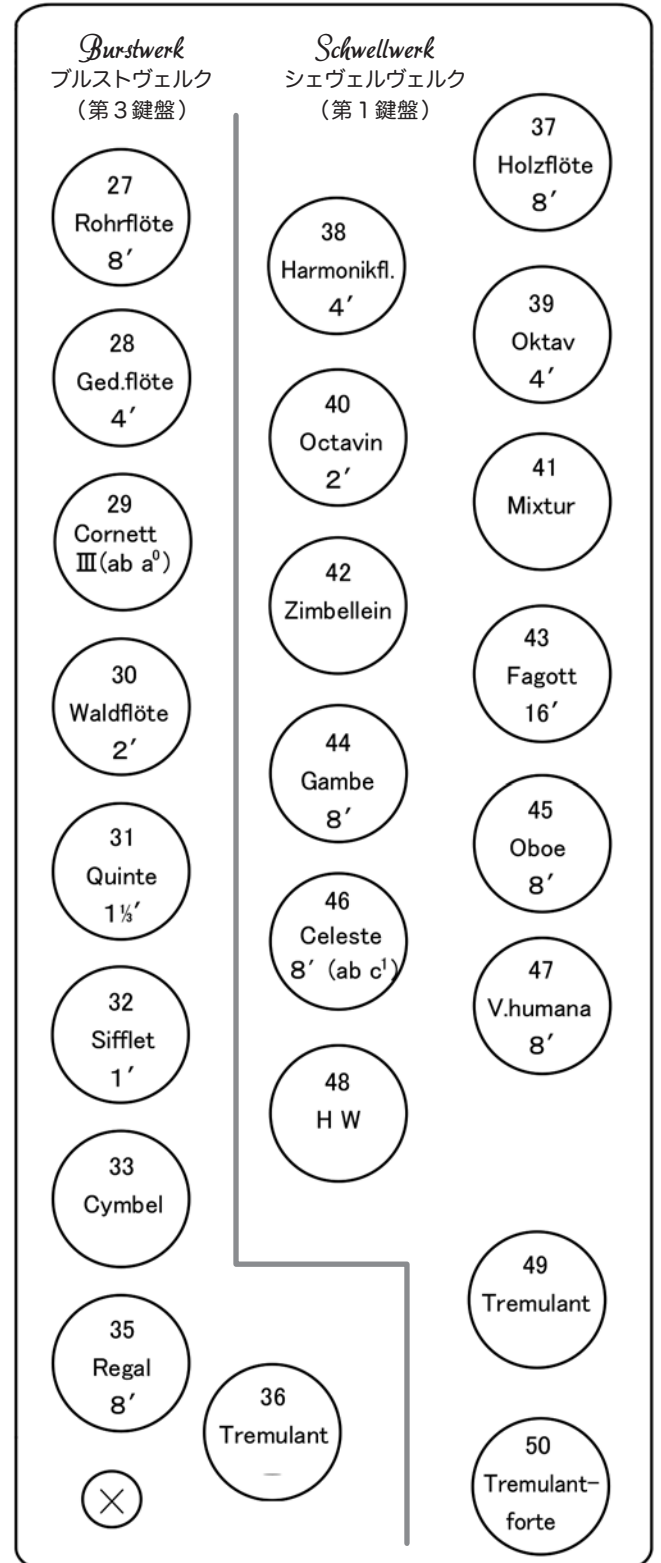 Burstwerk
ブルストヴェルク
（第３鍵盤）
27
Rohrflöte
8′
28
Ged.flöte
4′
29
Cornett
Ⅲ(ab a⁰)
30
Waldflöte
2′
31
Quinte
1⅓′
32
Sifflet
1′
33
Cymbel
35
Regal
8′
36
Tremulant
Schwellwerk
シェヴェルヴェルク
（第１鍵盤）
37
Holzflöte
8′
38
Harmonikfl.
4′
39
Oktav
4′
40
Octavin
2′
41
Mixtur
42
Zimbellein
43
Fagott
16′
44
Gambe
8′
45
Oboe
8′
46
Celeste
8′ (ab c¹)
47
V.humana
8′
48
H W
49
Tremulant
50
Tremulant-
forte